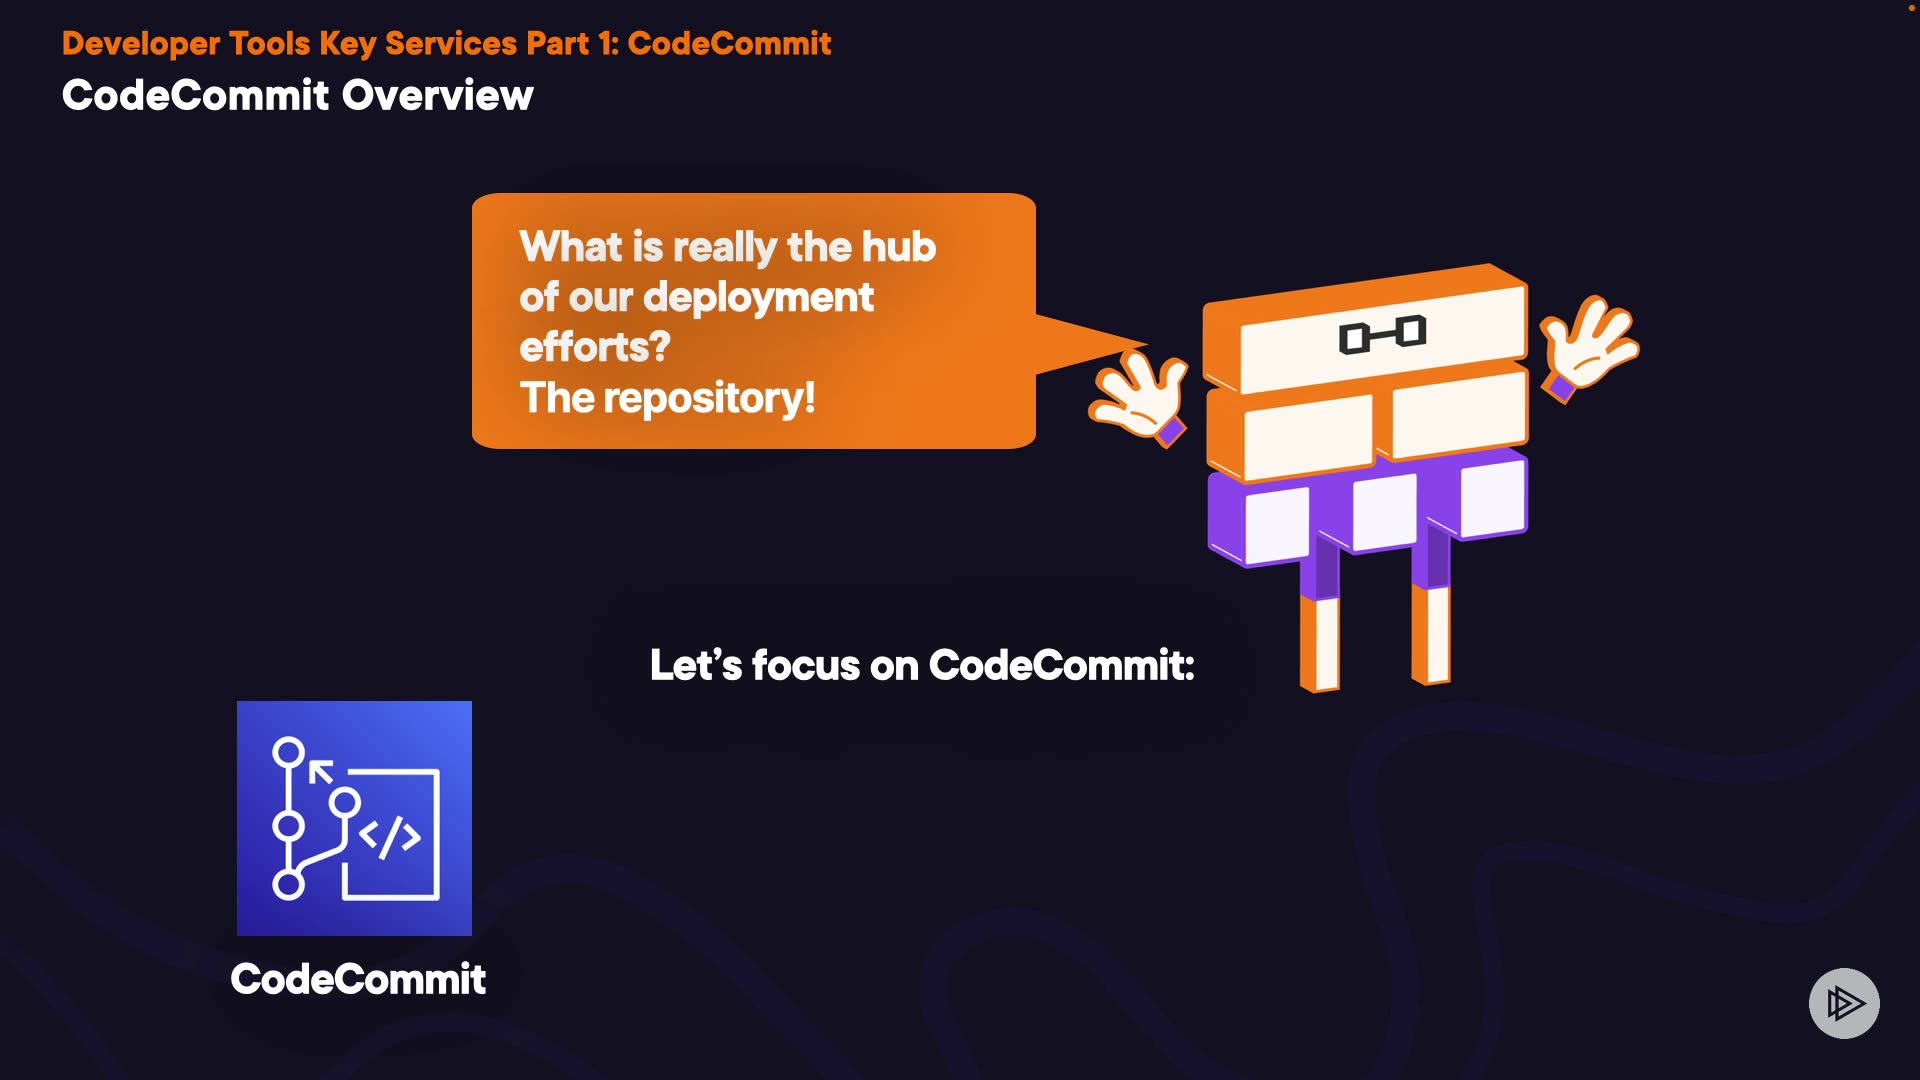 Developer Tools Key Services Part 1: CodeCommit
CodeCommit Overview
What is really the hub
of our deployment
efforts?
The repository!
Let’s focus on CodeCommit:
</>
CodeCommit